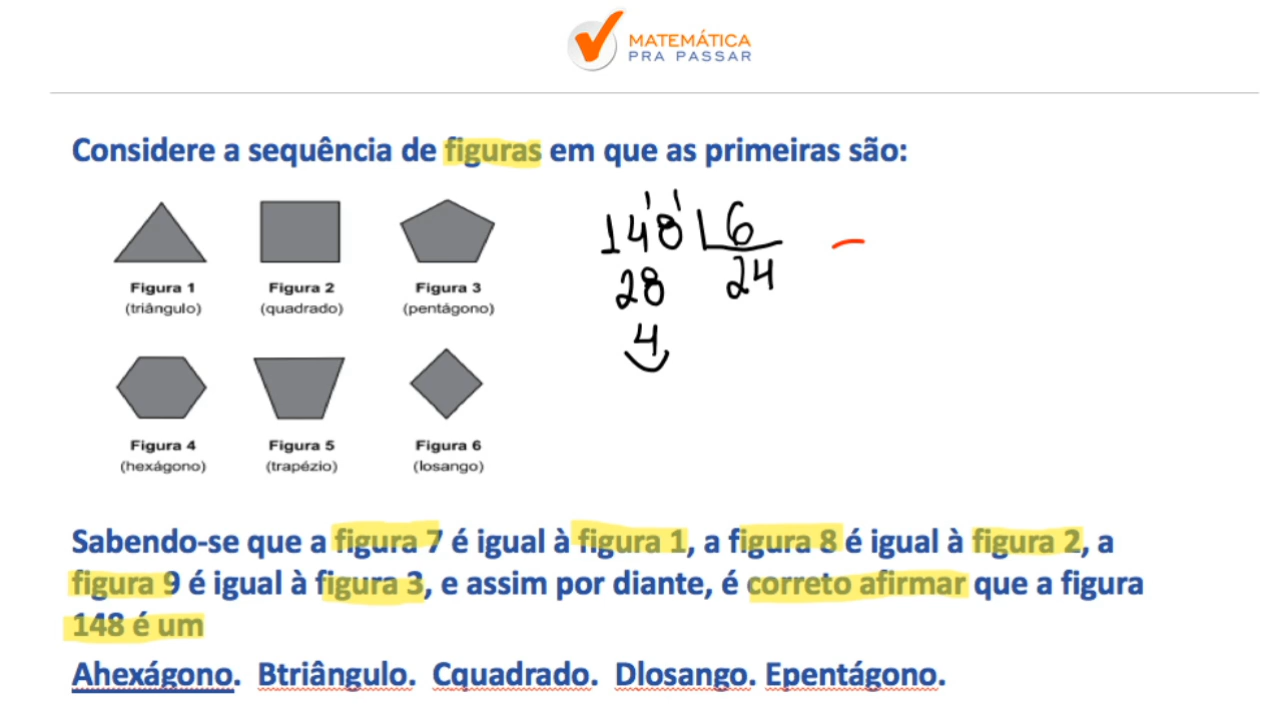 MATEMÁTICA
PRA PASSAR
Considere a sequência de figuras em que as primeiras são:
Figura 1 Figura 2 Figura 3
(triângulo) (quadrado) (pentágono)
148 6
28 24
4
Figura 4 Figura 5 Figura 6
(hexágono) (trapézio) (losango)
Sabendo-se que a figura 7 é igual à figura 1, a figura 8 é igual à figura 2, a
figura 9 é igual à figura 3, e assim por diante, é correto afirmar que a figura
148 é um
Ahexágono. Btriângulo. Cquadrado. Dlosango. Epentágono.